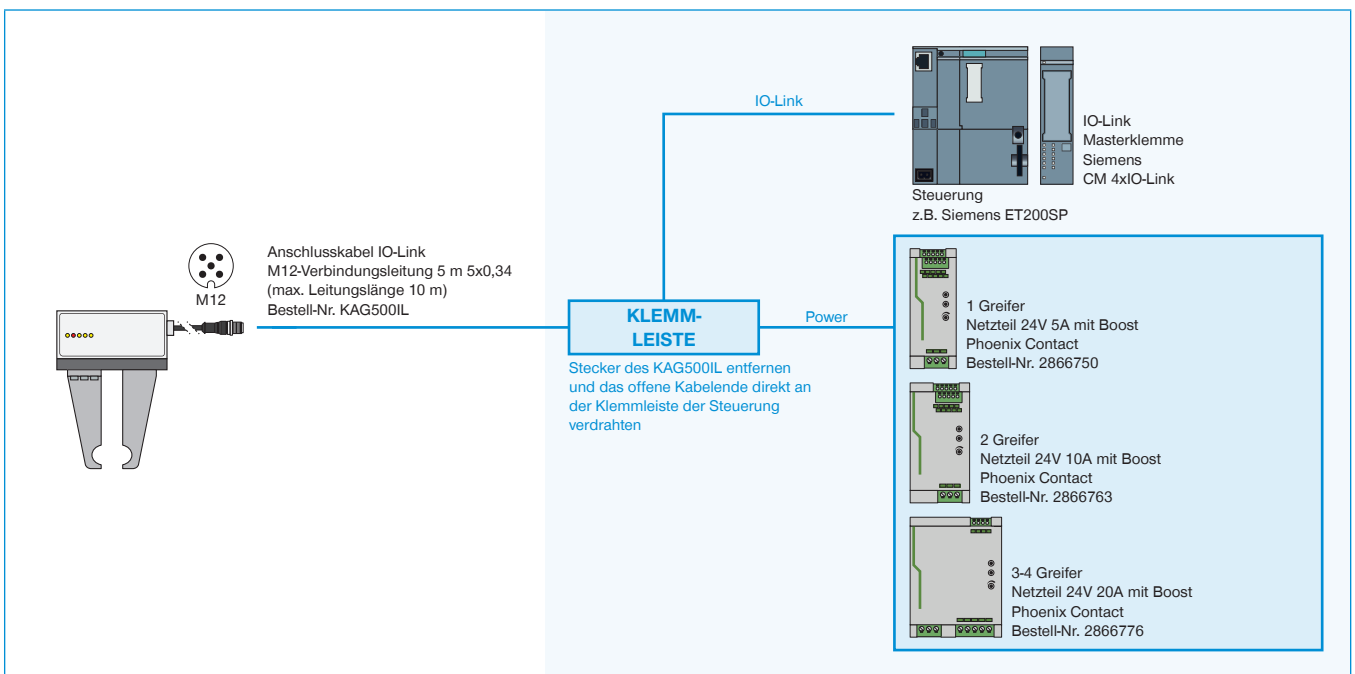 IO-Link
IO-Link
Masterklemme
Siemens
CM 4xIO-Link
Steuerung
z.B. Siemens ET200SP
M12
Anschlusskabel IO-Link
M12-Verbindungsleitung 5 m 5x0,34
(max. Leitungslänge 10 m)
Bestell-Nr. KAG500IL
KLEMM-
LEISTE
Power
Stecker des KAG500IL entfernen
und das offene Kabelende direkt an
der Klemmleiste der Steuerung
verdrahten
1 Greifer
Netzteil 24V 5A mit Boost
Phoenix Contact
Bestell-Nr. 2866750
2 Greifer
Netzteil 24V 10A mit Boost
Phoenix Contact
Bestell-Nr. 2866763
3-4 Greifer
Netzteil 24V 20A mit Boost
Phoenix Contact
Bestell-Nr. 2866776